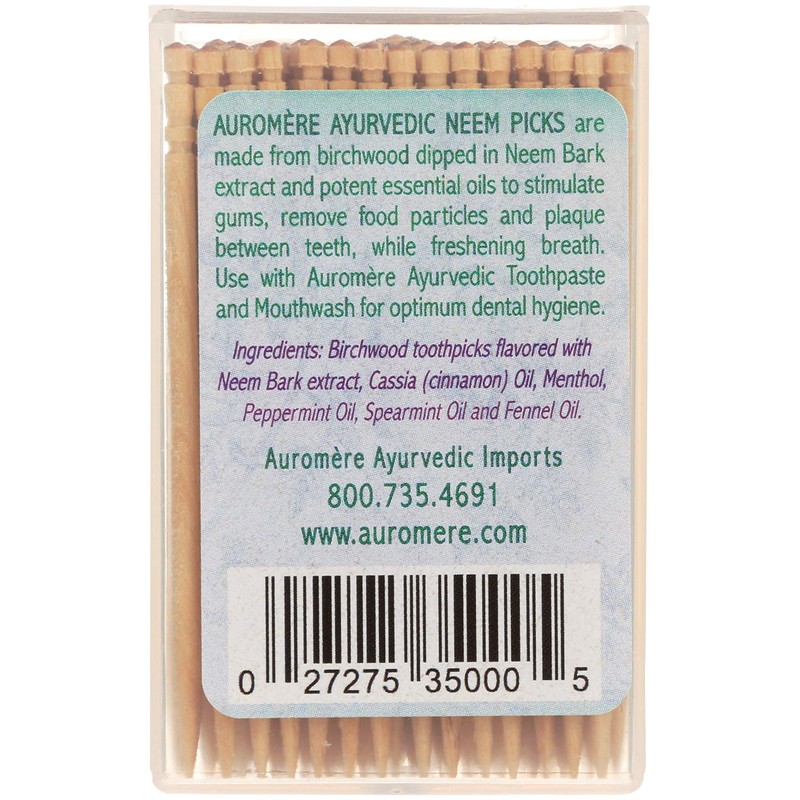 AUROMÈRE AYURVEDIC NEEM PICKS are
made from birchwood dipped in Neem Bark
extract and potent essential oils to stimulate
gums, remove food particles and plaque
between teeth, while freshening breath.
Use with Auromère Ayurvedic Toothpaste
and Mouthwash for optimum dental hygiene.
Ingredients: Birchwood toothpicks flavored with
Neem Bark extract, Cassia (cinnamon) Oil, Menthol,
Peppermint Oil, Spearmint Oil and Fennel Oil.
Auromère Ayurvedic Imports
800.735.4691
www.auromere.com
0 27275 35000 5